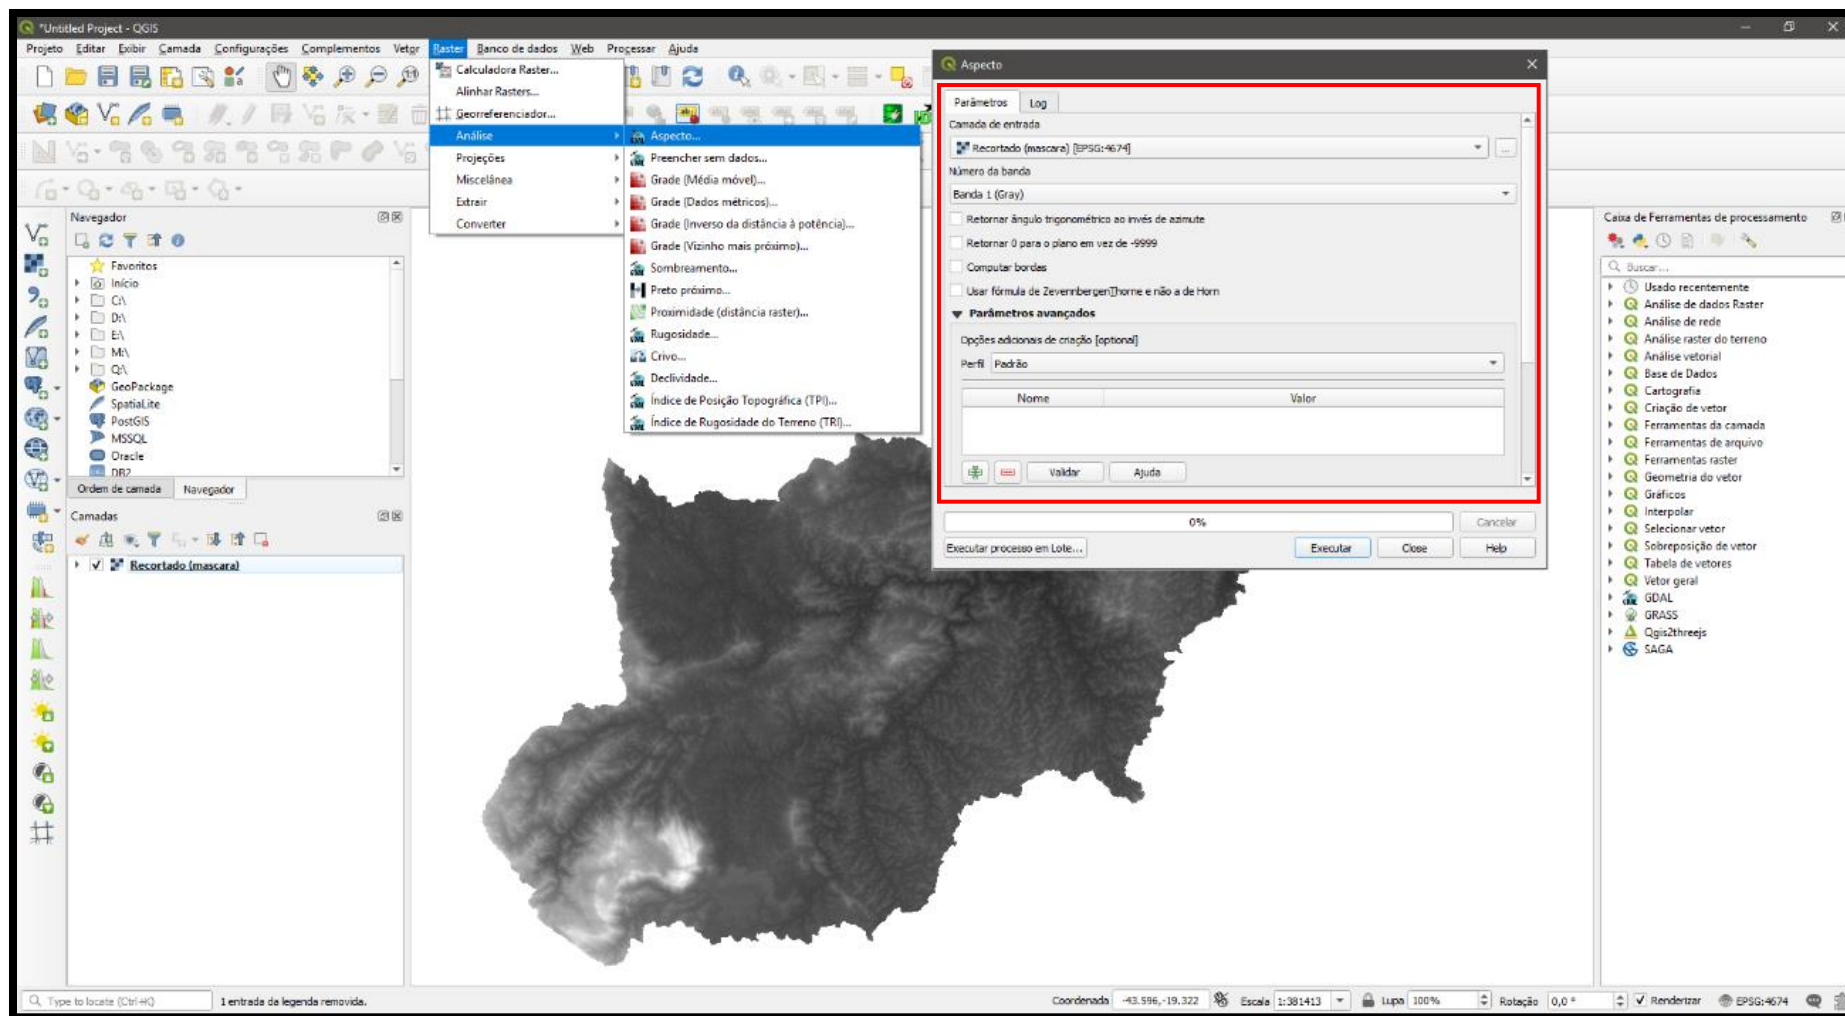 *Untitled Project - QGIS
Projeto Editar Exibir Camada Configurações Complementos Vetor Raster Banco de dados Web Processar Ajuda
Calculadora Raster...
Alinhar Rasters...
Georreferenciador...
Análise
Projeções
Miscelânea
Extrair
Converter
Aspecto...
Preencher sem dados...
Grade (Média móvel)...
Grade (Dados métricos)...
Grade (Inverso da distância à potência)...
Grade (Vizinho mais próximo)...
Sombreamento...
Preto próximo...
Proximidade (distância raster)...
Rugosidade...
Crivo...
Declividade...
Índice de Posição Topográfica (TPI)...
Índice de Rugosidade do Terreno (TRI)...
Navegador
Favoritos
Início
C:\
D:\
E:\
M:\
Q:\
GeoPackage
SpatiaLite
PostGIS
MSSQL
Oracle
DB2
Ordem de camada Navegador
Camadas
Recortado (mascara)
Aspecto
Parâmetros Log
Camada de entrada
Recortado (mascara) [EPSG:4674]
Número da banda
Banda 1 (Gray)
Retornar ângulo trigonométrico ao invés de azimute
Retornar 0 para o plano em vez de -9999
Computar bordas
Usar fórmula de ZevennbergenThorne e não a de Horn
Parâmetros avançados
Opções adicionais de criação [optional]
Perfil Padrão
Nome Valor
Validar Ajuda
0% Cancelar
Executar processo em Lote... Executar Close Help
Caixa de Ferramentas de processamento
Buscar...
Usado recentemente
Análise de dados Raster
Análise de rede
Análise raster do terreno
Análise vetorial
Base de Dados
Cartografia
Criação de vetor
Ferramentas da camada
Ferramentas de arquivo
Ferramentas raster
Geometria do vetor
Gráficos
Interpolar
Selecionar vetor
Sobreposição de vetor
Tabela de vetores
Vetor geral
GDAL
GRASS
Qgis2threejs
SAGA
Type to locate (Ctrl+K) 1 entrada da legenda removida. Coordenada -43.596,-19.322 Escala 1:381413 Lupa 100% Rotação 0,0 ° Renderizar EPSG:4674